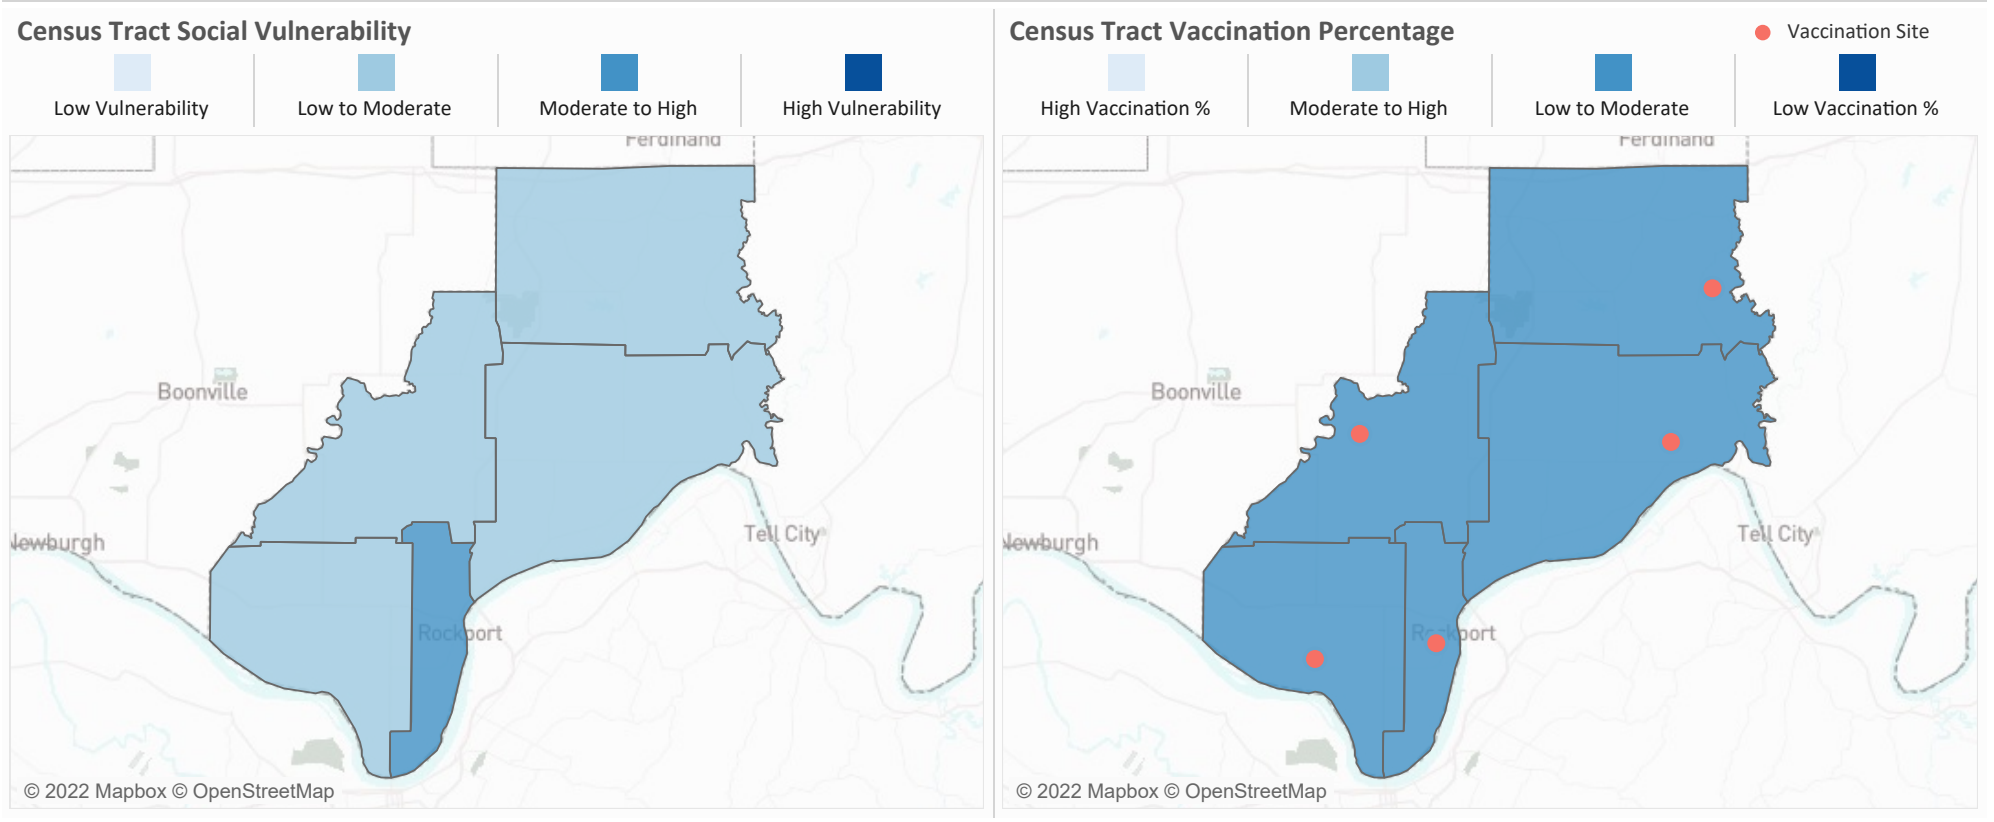 Census Tract Social Vulnerability
Low Vulnerability
Low to Moderate
Moderate to High
High Vulnerability
Ferdinand
Boonville
Newburgh
Tell City
Rockport
© 2022 Mapbox © OpenStreetMap
Census Tract Vaccination Percentage
Vaccination Site
High Vaccination %
Moderate to High
Low to Moderate
Low Vaccination %
Ferdinand
Boonville
Newburgh
Tell City
Rockport
© 2022 Mapbox © OpenStreetMap